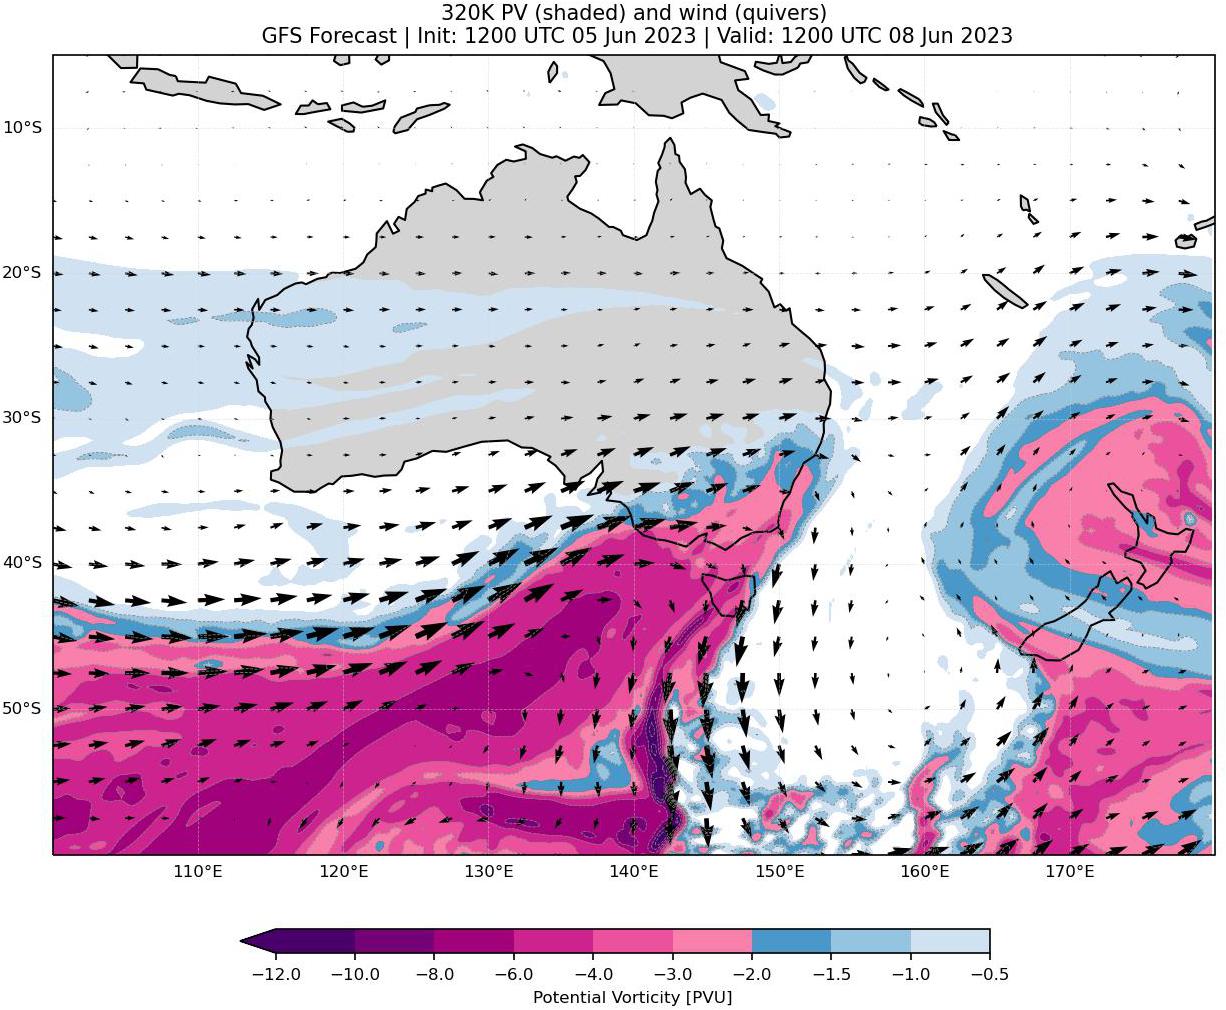 320K PV (shaded) and wind (quivers)
GFS Forecast | Init: 1200 UTC 05 Jun 2023 | Valid: 1200 UTC 08 Jun 2023
10°S
20°S
30°S
40°S
50°S
110°E 120°E 130°E 140°E 150°E 160°E 170°E
−12.0 −10.0 −8.0 −6.0 −4.0 −3.0 −2.0 −1.5 −1.0 −0.5
Potential Vorticity [PVU]